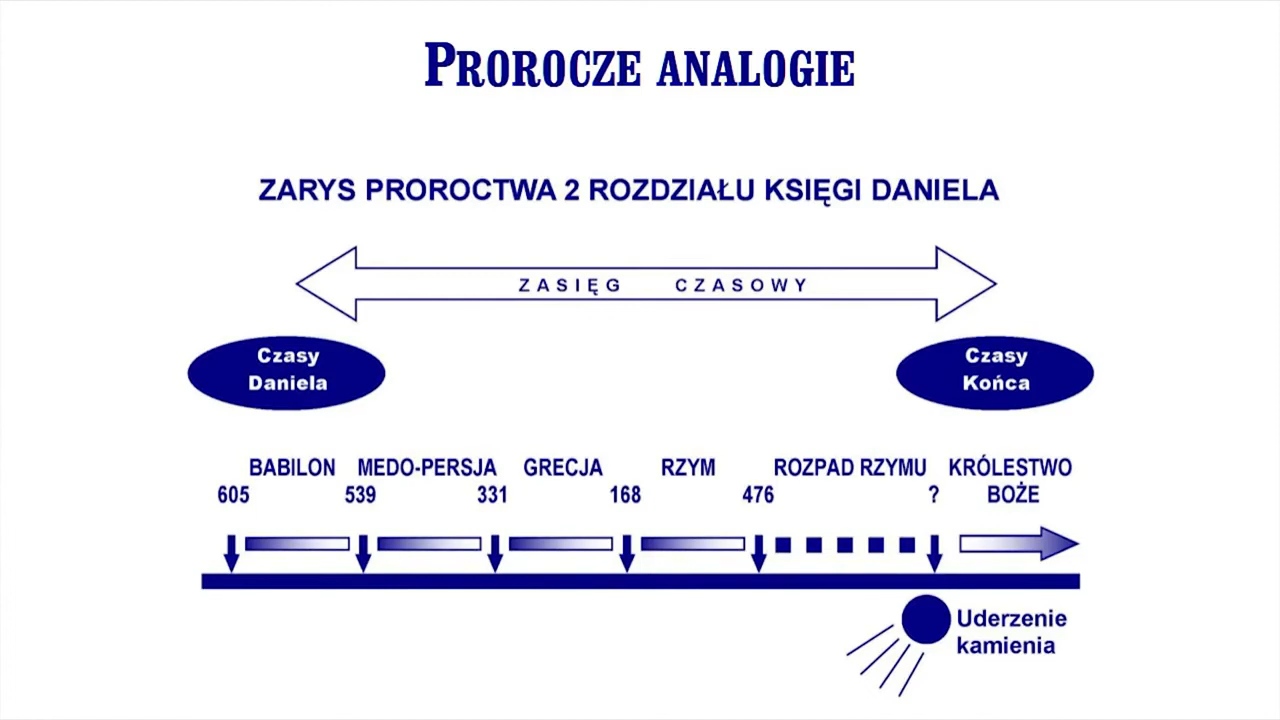 PROROCZE ANALOGIE
ZARYS PROROCTWA 2 ROZDZIAŁU KSIĘGI DANIELA
ZASIĘG CZASOWY
Czasy
Daniela
Czasy
Końca
BABILON MEDO-PERSJA GRECJA RZYM ROZPAD RZYMU KRÓLESTWO
605 539 331 168 476 ? BOŻE
Uderzenie
kamienia